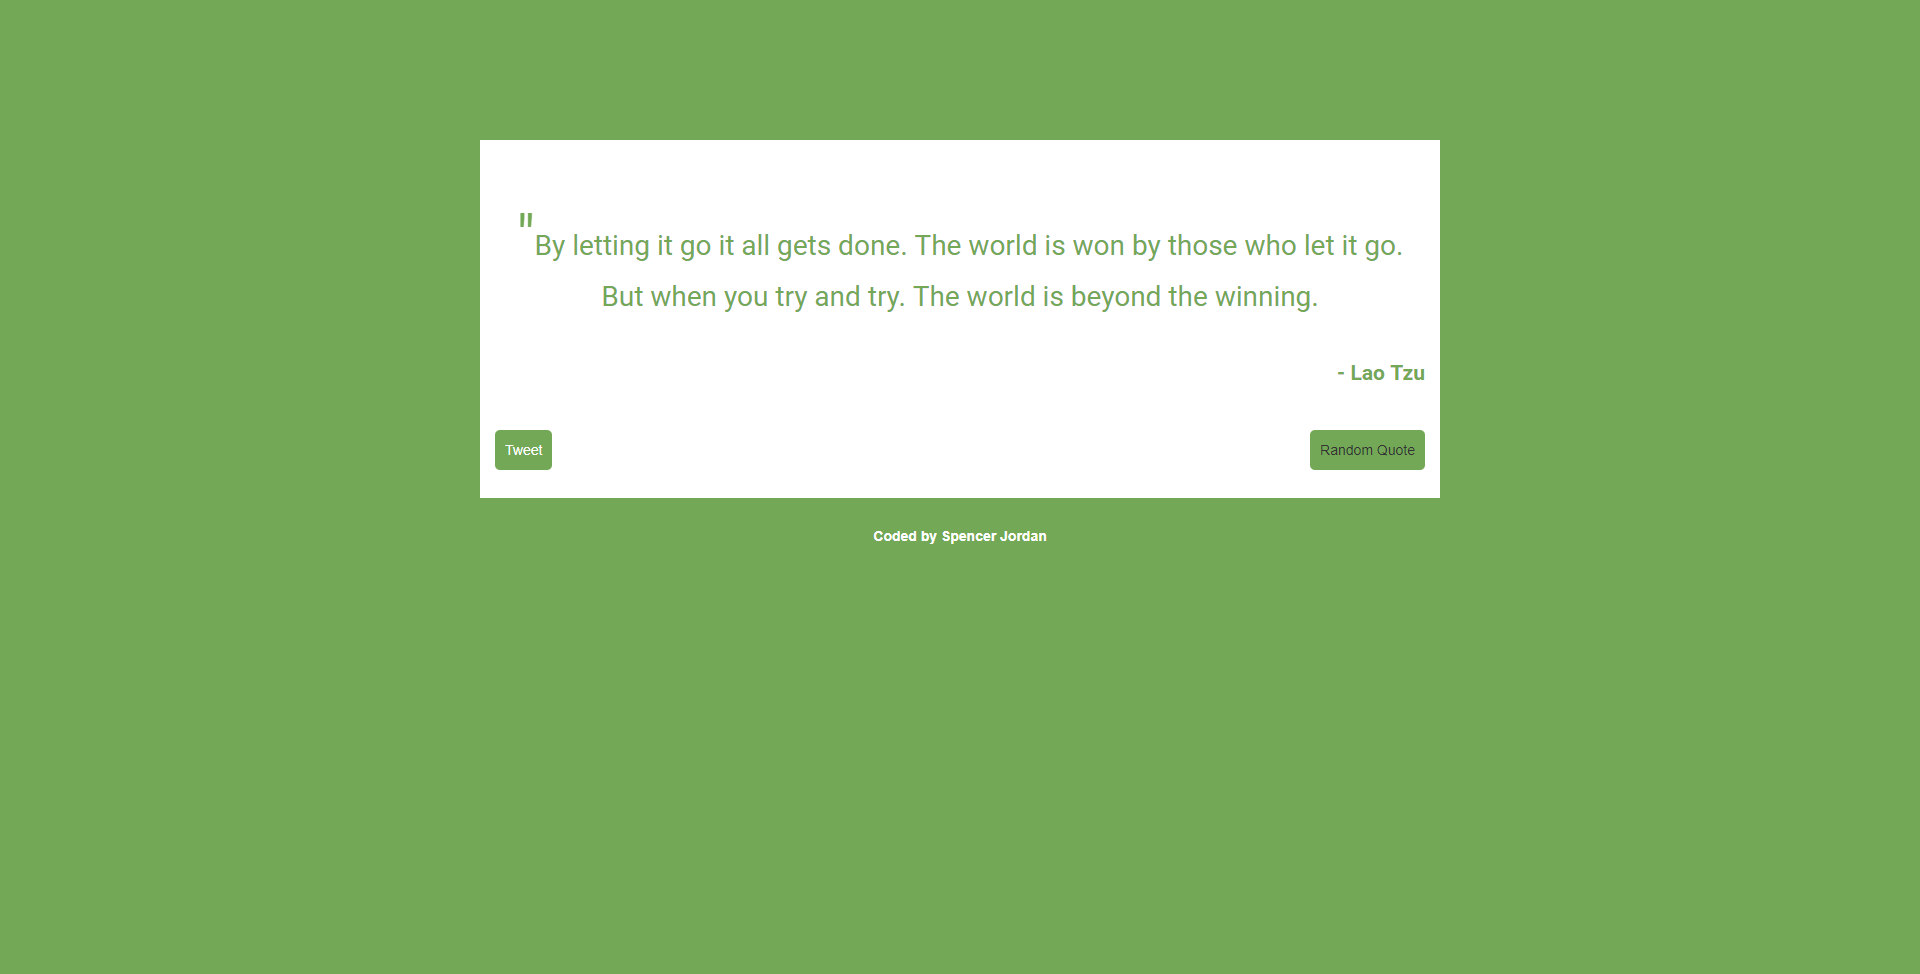 "By letting it go it all gets done. The world is won by those who let it go.
But when you try and try. The world is beyond the winning.
- Lao Tzu
Tweet
Random Quote
Coded by Spencer Jordan